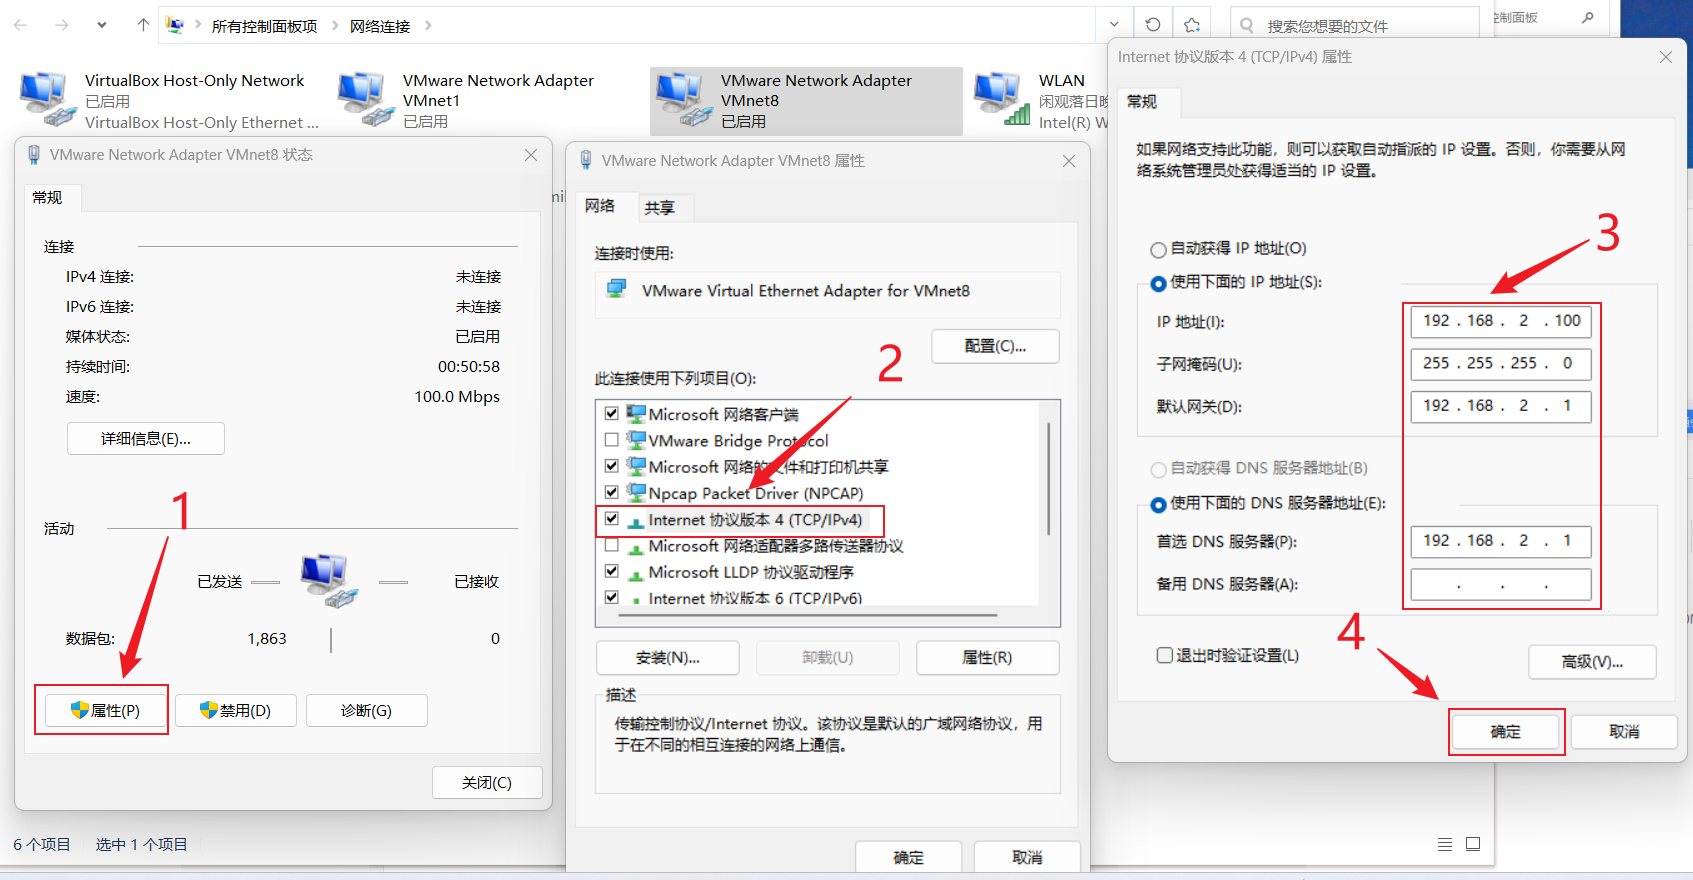 所有控制面板项
网络连接
搜索您想要的文件
控制面板
VirtualBox Host-Only Network
已启用
VirtualBox Host-Only Ethernet ...
VMware Network Adapter
VMnet1
已启用
VMware Network Adapter
VMnet8
已启用
WLAN
闲观落日晚
Intel(R) W
VMware Network Adapter VMnet8 状态
常规
连接
IPv4 连接:
未连接
IPv6 连接:
未连接
媒体状态:
已启用
持续时间:
00:50:58
速度:
100.0 Mbps
详细信息(E)...
1
活动
已发送
已接收
数据包:
1,863
0
属性(P)
禁用(D)
诊断(G)
关闭(C)
6 个项目
选中 1 个项目
VMware Network Adapter VMnet8 属性
网络
共享
连接时使用:
VMware Virtual Ethernet Adapter for VMnet8
配置(C)...
2
此连接使用下列项目(O):
Microsoft 网络客户端
VMware Bridge Protocol
Microsoft 网络的文件和打印机共享
Npcap Packet Driver (NPCAP)
Internet 协议版本 4 (TCP/IPv4)
Microsoft 网络适配器多路传送器协议
Microsoft LLDP 协议驱动程序
Internet 协议版本 6 (TCP/IPv6)
安装(N)...
卸载(U)
属性(R)
描述
传输控制协议/Internet 协议。该协议是默认的广域网络协议，用
于在不同的相互连接的网络上通信。
确定
取消
Internet 协议版本 4 (TCP/IPv4) 属性
常规
如果网络支持此功能，则可以获取自动指派的 IP 设置。否则，你需要从网
络系统管理员处获得适当的 IP 设置。
3
自动获得 IP 地址(O)
使用下面的 IP 地址(S):
IP 地址(I):
192 . 168 . 2 . 100
子网掩码(U):
255 . 255 . 255 . 0
默认网关(D):
192 . 168 . 2 . 1
自动获得 DNS 服务器地址(B)
使用下面的 DNS 服务器地址(E):
首选 DNS 服务器(P):
192 . 168 . 2 . 1
备用 DNS 服务器(A):
. . .
4
退出时验证设置(L)
高级(V)...
确定
取消